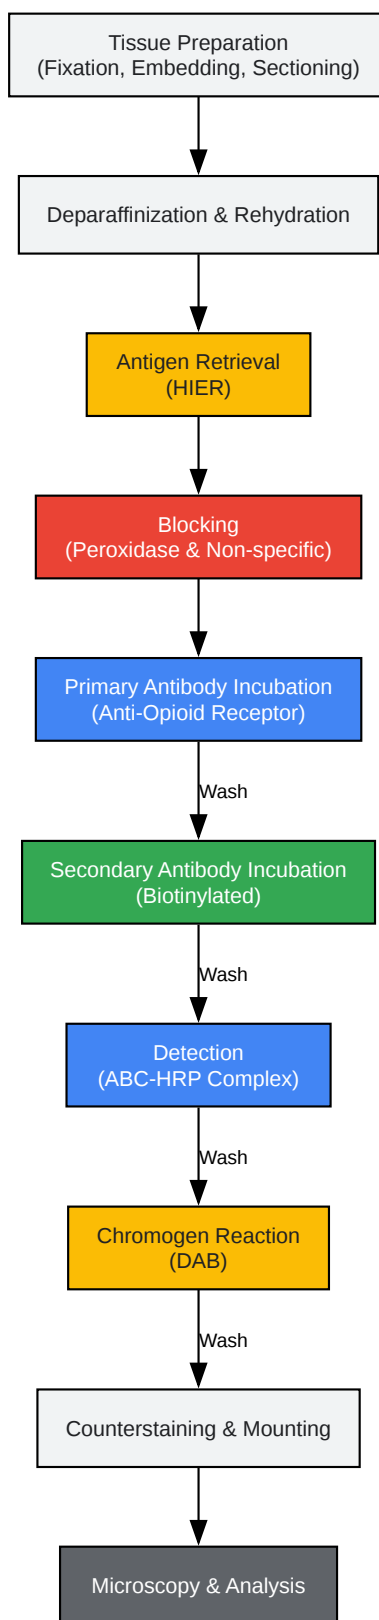 Tissue Preparation
(Fixation, Embedding, Sectioning)
Deparaffinization & Rehydration
Antigen Retrieval
(HIER)
Blocking
(Peroxidase & Non-specific)
Primary Antibody Incubation
(Anti-Opioid Receptor)
Wash
Secondary Antibody Incubation
(Biotinylated)
Wash
Detection
(ABC-HRP Complex)
Wash
Chromogen Reaction
(DAB)
Wash
Counterstaining & Mounting
Microscopy & Analysis